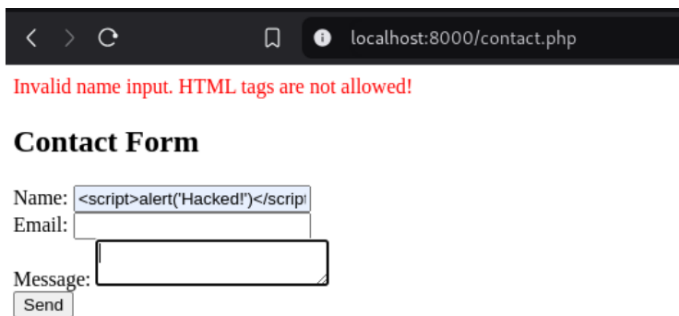 localhost:8000/contact.php
Invalid name input. HTML tags are not allowed!
Contact Form
Name: <script>alert('Hacked!')</script
Email:
Message:
Send